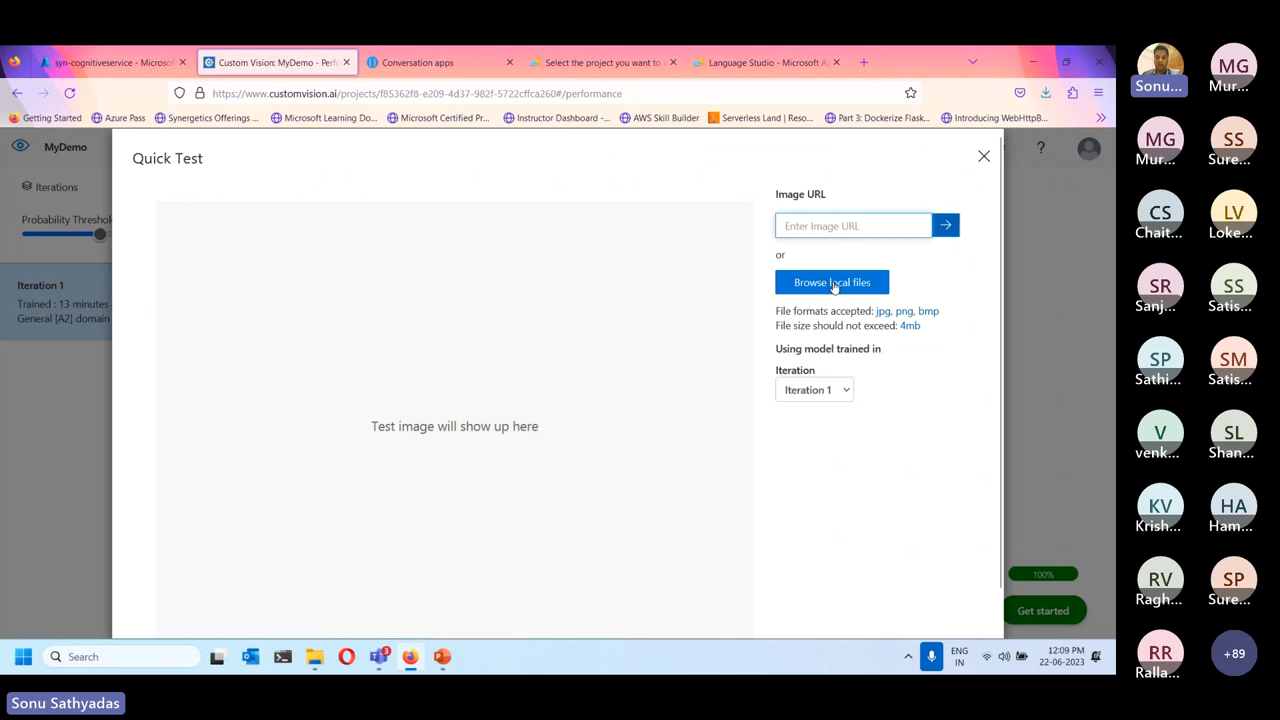 syn-cognitiveservice - Microsof
Custom Vision: MyDemo - Perf
Conversation apps
Select the project you want to v
Language Studio - Microsoft A
https://www.customvision.ai/projects/f85362f8-e209-4d37-982f-5722cffca260#/performance
Getting Started
Azure Pass
Synergetics Offerings ...
Microsoft Learning Do...
Microsoft Certified Pr...
Instructor Dashboard -...
AWS Skill Builder
Serverless Land | Reso...
Part 3: Dockerize Flask...
Introducing WebHttpB...
MyDemo
?
Iterations
Probability Threshol
Iteration 1
Trained : 13 minutes
General [A2] domain
Quick Test
Test image will show up here
Image URL
Enter Image URL
or
Browse local files
File formats accepted: jpg, png, bmp
File size should not exceed: 4mb
Using model trained in
Iteration
Iteration 1
100%
Get started
Search
3
ENG
IN
12:09 PM
22-06-2023
Sonu Sathyadas
Sonu...
MG
Mur...
MG
Mur...
SS
Sure...
CS
Chait...
LV
Loke...
SR
Sanj...
SS
Satis...
SP
Sathi...
SM
Satis...
V
venk...
SL
Shan...
KV
Krish...
HA
Ham...
RV
Ragh...
SP
Sure...
RR
Ralla...
+89